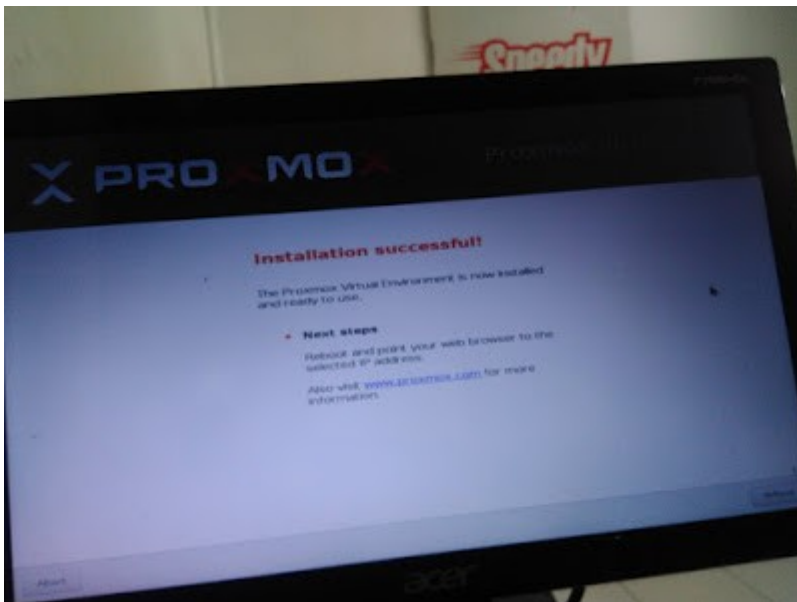 Speedy
PROXMOX
Proxmox
Installation successful!
The Proxmox Virtual Environment is now installed
and ready to use.
• Next steps
Reboot and point your web browser to the
selected IP address.
Also visit www.proxmox.com for more
information.
Abort
Reboot
acer